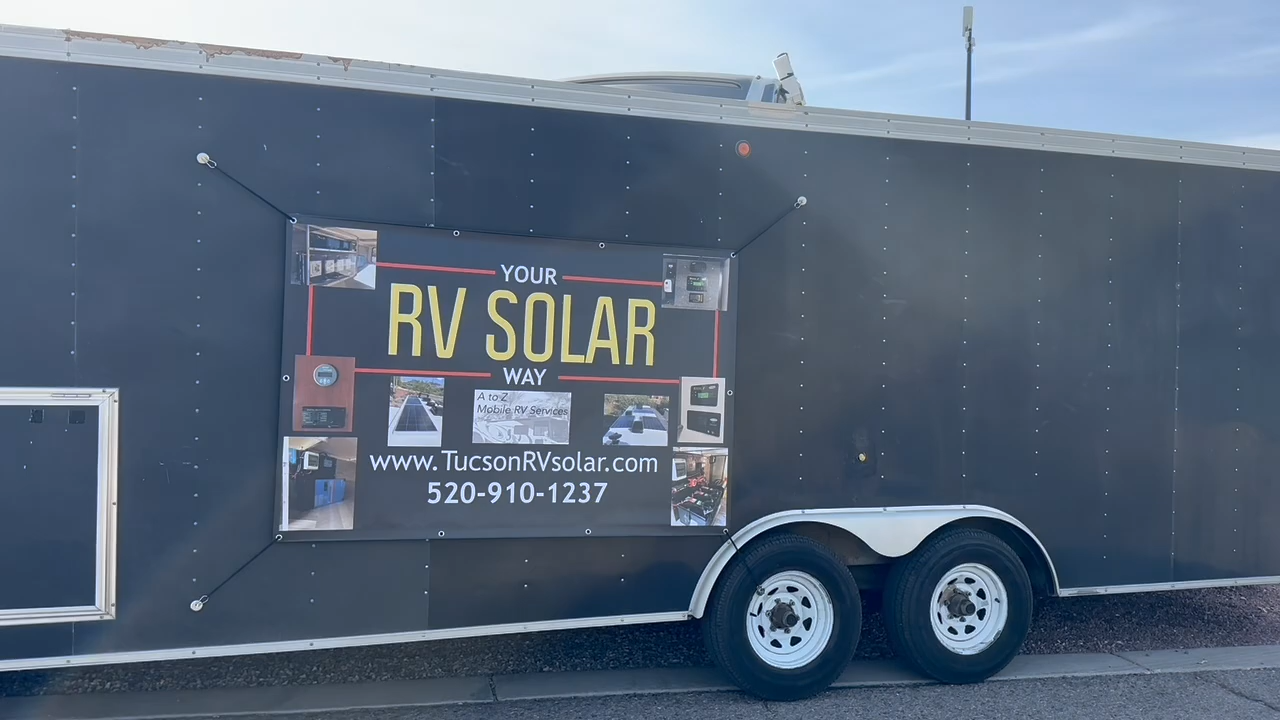 YOUR
RV SOLAR
WAY
A to Z
Mobile RV Services
www.TucsonRVsolar.com
520-910-1237